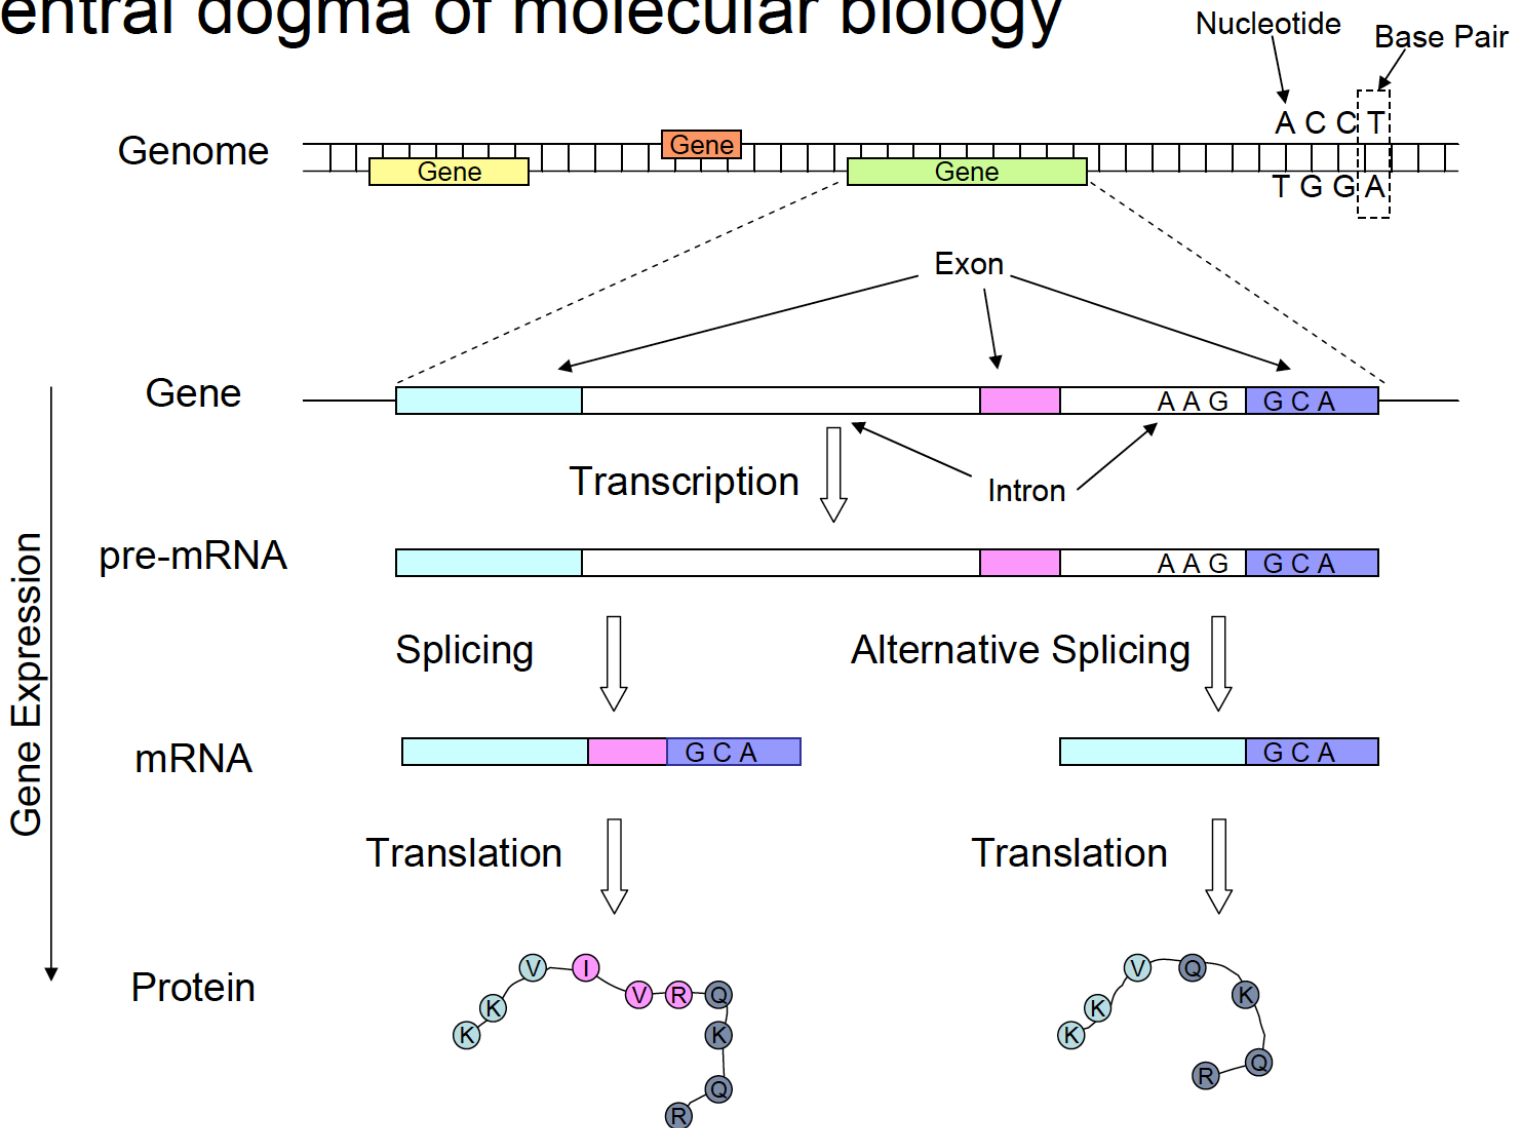 entral dogma of molecular biology
Nucleotide
Base Pair
A C C T
Genome
Gene
Gene
Gene
T G G A
Exon
Gene
A A G G C A
Transcription
Intron
pre-mRNA
A A G G C A
Gene Expression
Splicing
Alternative Splicing
mRNA
G C A
G C A
Translation
Translation
Protein
K K V I V R Q K Q R
K K V Q K Q R